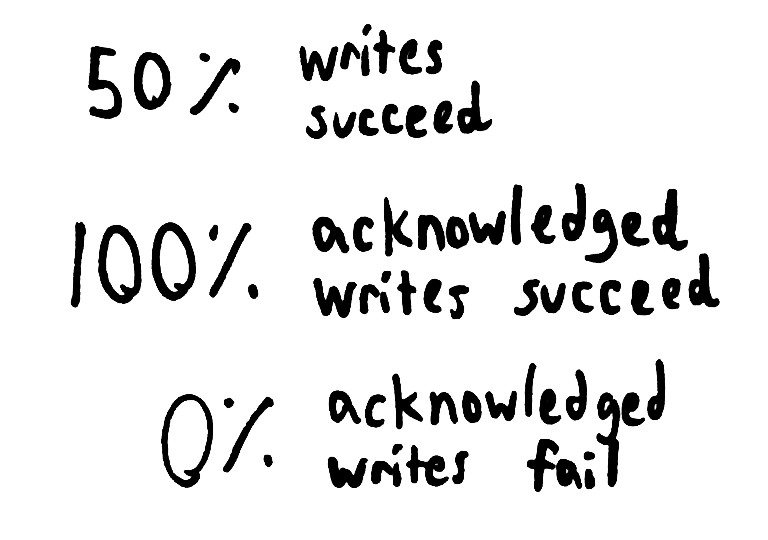 50% writes
succeed
100% acknowledged
writes succeed
0% acknowledged
writes fail